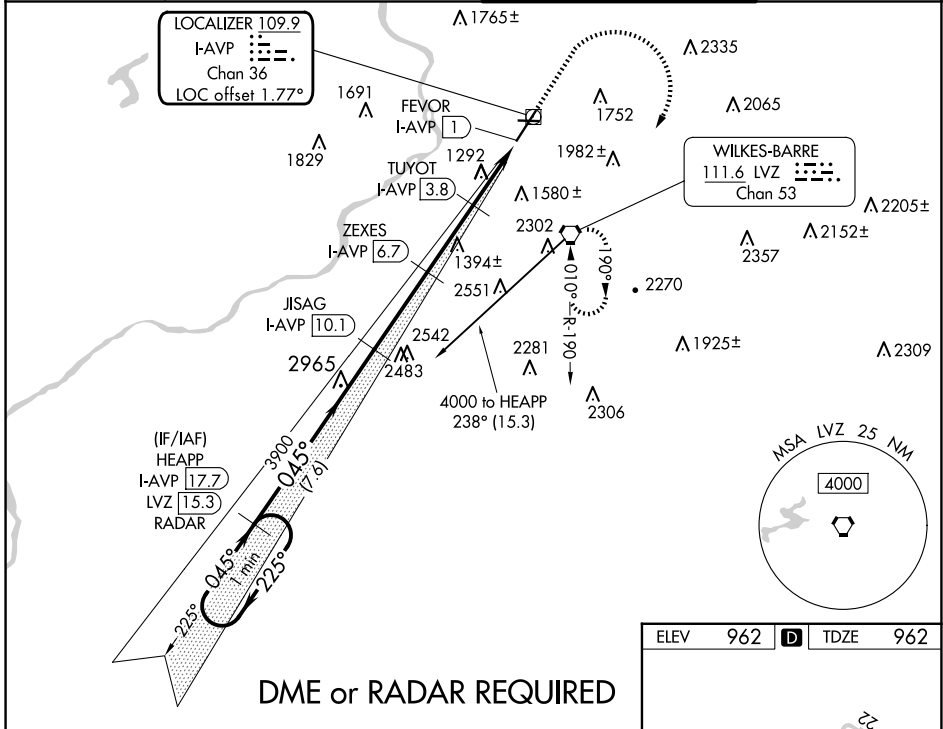 LOCALIZER 109.9
I-AVP
Chan 36
LOC offset 1.77°
1765±
2335
1691
FEVOR
I-AVP 1
1752
2065
1829
1292
1982±
WILKES-BARRE
111.6 LVZ
Chan 53
TUYOT
I-AVP 3.8
1580±
2205±
2302
2152±
ZEXES
I-AVP 6.7
1394±
2357
190°
2551
010°
R-190
2270
JISAG
I-AVP 10.1
2542
2483
2281
1925±
2309
2965
4000 to HEAPP
238° (15.3)
2306
3900
045°
(7.6)
(IF/IAF)
HEAPP
I-AVP 17.7
LVZ 15.3
RADAR
MSA LVZ 25 NM
4000
045°
1 min
225°
225°
ELEV 962 D TDZE 962
DME or RADAR REQUIRED
22